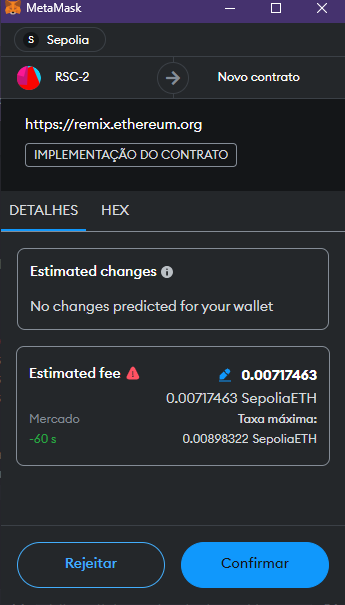 MetaMask
S Sepolia
RSC-2 Novo contrato
https://remix.ethereum.org
IMPLEMENTAÇÃO DO CONTRATO
DETALHES HEX
Estimated changes
No changes predicted for your wallet
Estimated fee 0.00717463
0.00717463 SepoliaETH
Mercado Taxa máxima:
~60 s 0.00898322 SepoliaETH
Rejeitar Confirmar